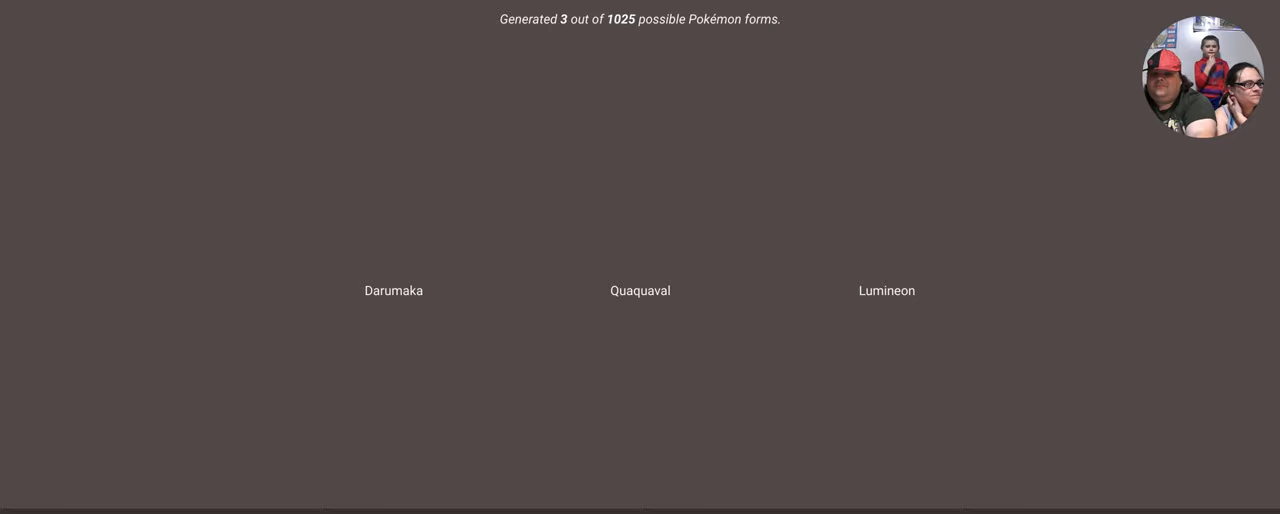 Generated 3 out of 1025 possible Pokémon forms.
Darumaka Quaquaval Lumineon